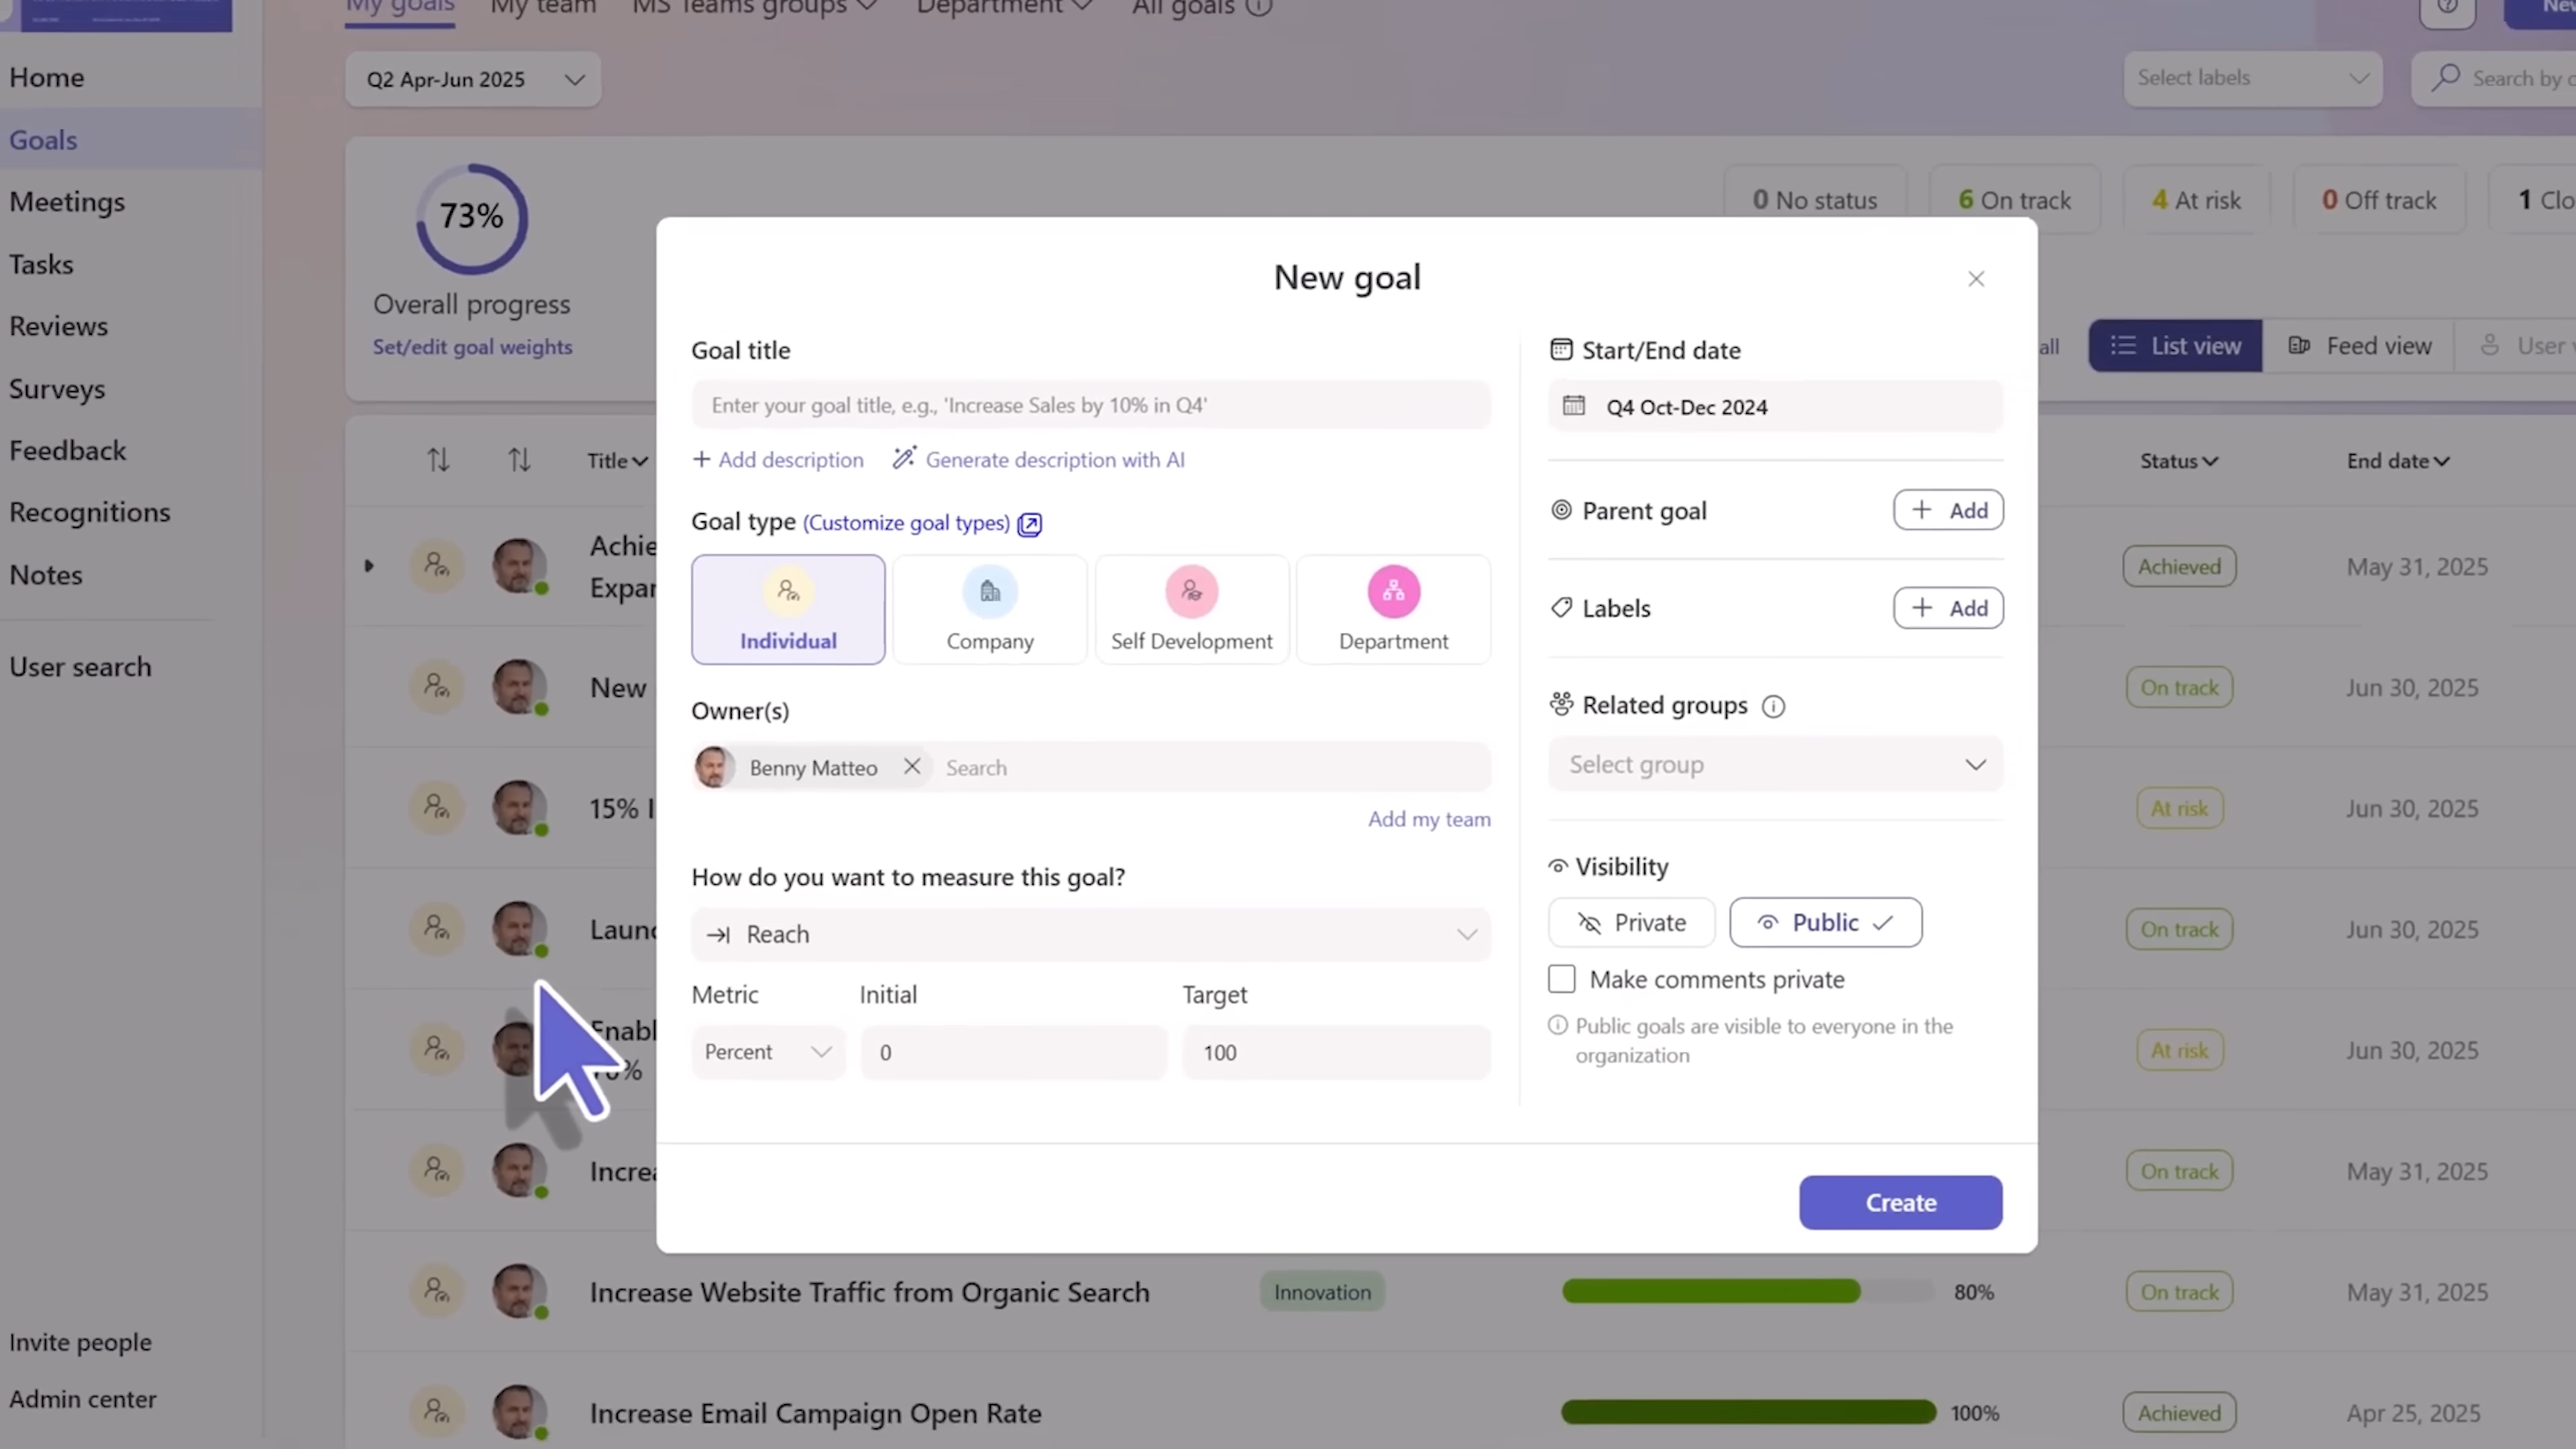 My goals
My team
MS Teams groups
Department
All goals
New
Home
Goals
Meetings
Tasks
Reviews
Surveys
Feedback
Recognitions
Notes
User search
Invite people
Admin center
Q2 Apr-Jun 2025
Select labels
Search by
73%
Overall progress
Set/edit goal weights
0 No status
6 On track
4 At risk
0 Off track
1 Clo
all
List view
Feed view
User
Title
Status
End date
New goal
Goal title
Enter your goal title, e.g., 'Increase Sales by 10% in Q4'
+ Add description
Generate description with AI
Goal type (Customize goal types)
Individual
Company
Self Development
Department
Owner(s)
Benny Matteo
Search
Add my team
How do you want to measure this goal?
Reach
Metric
Initial
Target
Percent
0
100
Start/End date
Q4 Oct-Dec 2024
Parent goal
+ Add
Labels
+ Add
Related groups
Select group
Visibility
Private
Public
Make comments private
Public goals are visible to everyone in the
organization
Create
Achie
Expan
Achieved
May 31, 2025
New
On track
Jun 30, 2025
15% I
At risk
Jun 30, 2025
Launc
On track
Jun 30, 2025
Enabl
%
At risk
Jun 30, 2025
Increa
On track
May 31, 2025
Increase Website Traffic from Organic Search
Innovation
80%
On track
May 31, 2025
Increase Email Campaign Open Rate
100%
Achieved
Apr 25, 2025